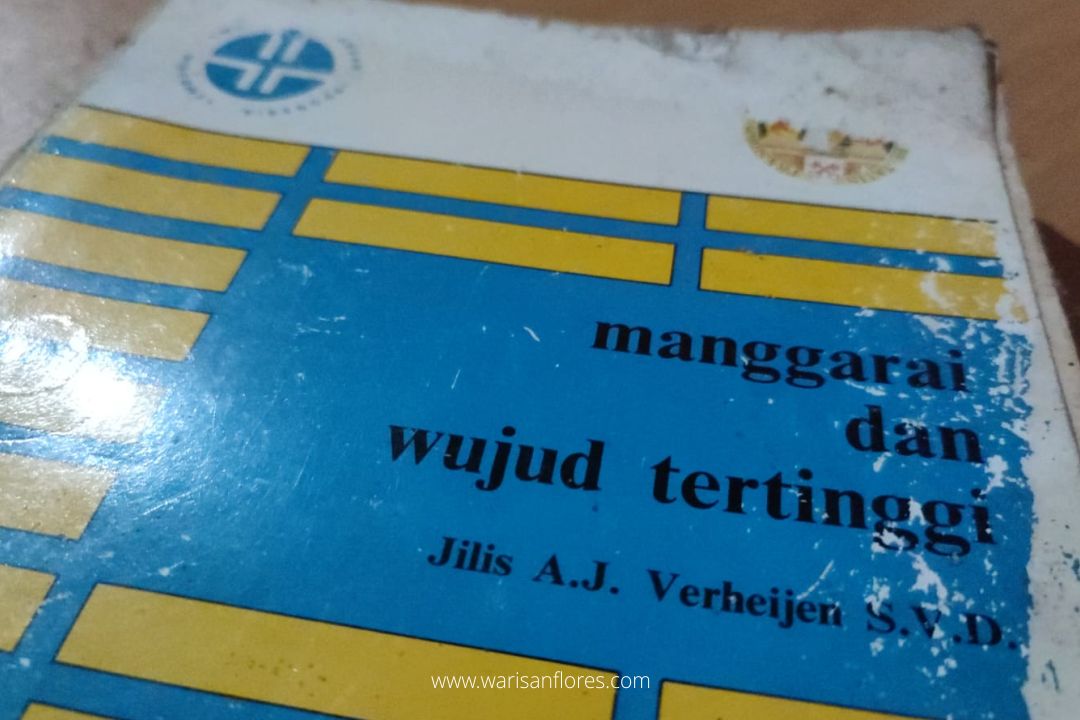 manggarai
dan
wujud tertinggi
Jilis A.J. Verheijen S.V.D.
www.warisanflores.com